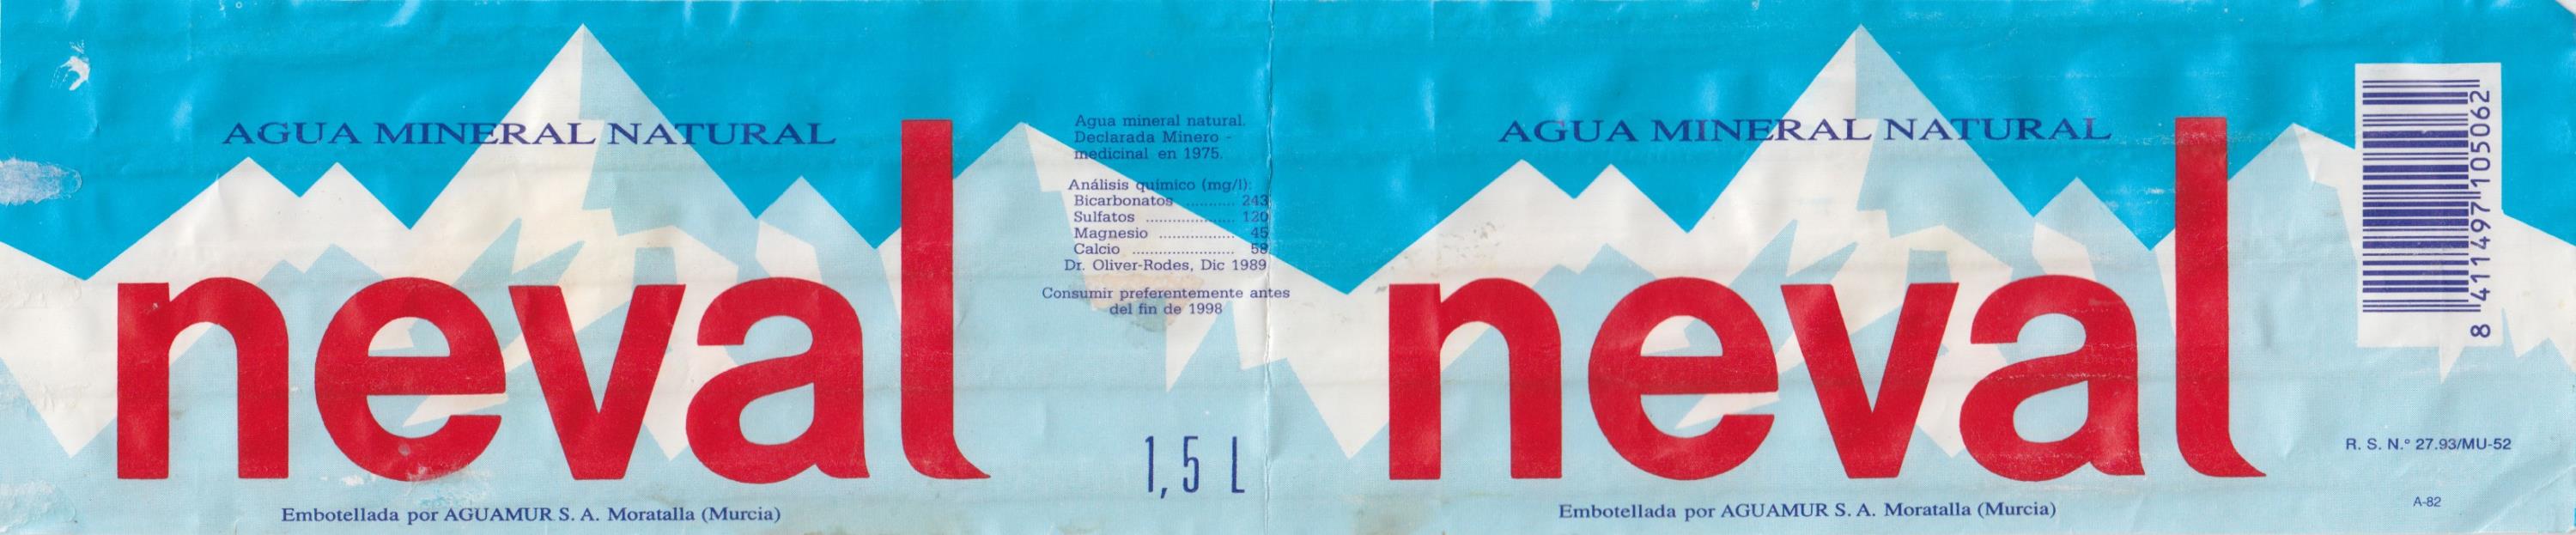 AGUA MINERAL NATURAL
neval
Embotellada por AGUAMUR S. A. Moratalla (Murcia)
Agua mineral natural.
Declarada Minero -
medicinal en 1975.
Análisis químico (mg/l):
Bicarbonatos ........... 243
Sulfatos .................... 120
Magnesio ................. 45
Calcio ....................... 58
Dr. Oliver-Rodes, Dic 1989
Consumir preferentemente antes
del fin de 1998
1,5 L
AGUA MINERAL NATURAL
neval
Embotellada por AGUAMUR S. A. Moratalla (Murcia)
8 411497 105062
R. S. N.° 27.93/MU-52
A-82